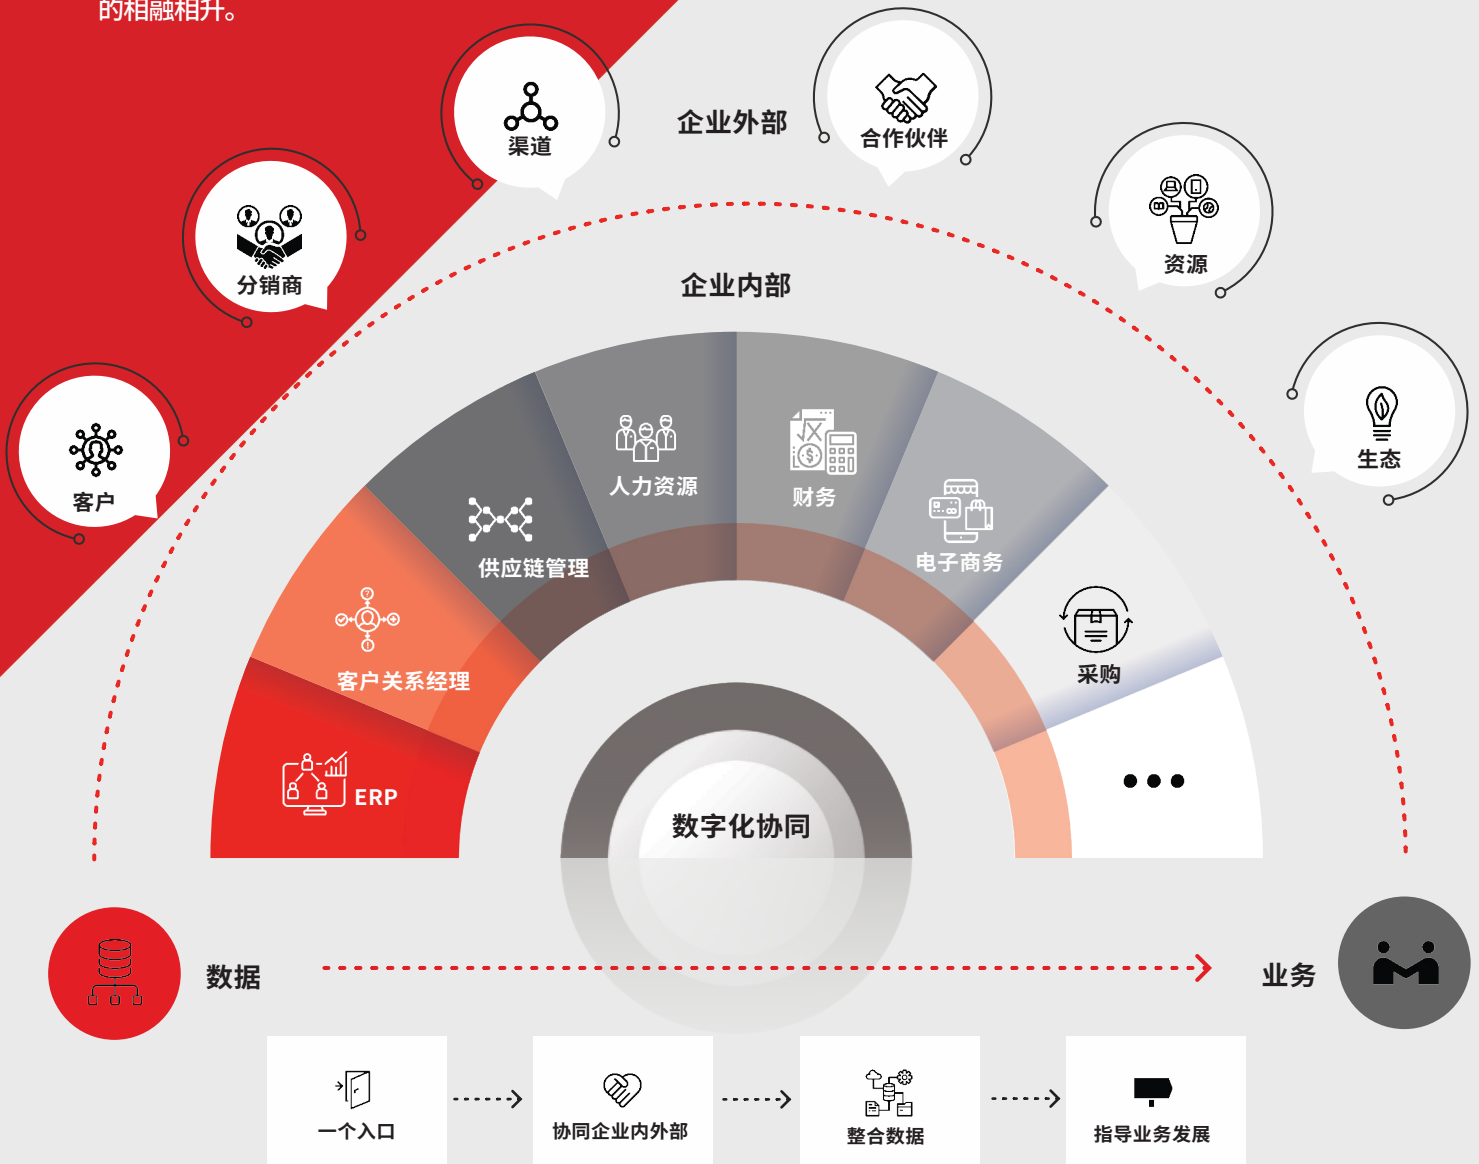 的相融相升。
渠道
企业外部
合作伙伴
分销商
资源
企业内部
客户
生态
人力资源
财务
供应链管理
电子商务
客户关系经理
采购
ERP
数字化协同
数据
业务
一个入口
协同企业内外部
整合数据
指导业务发展